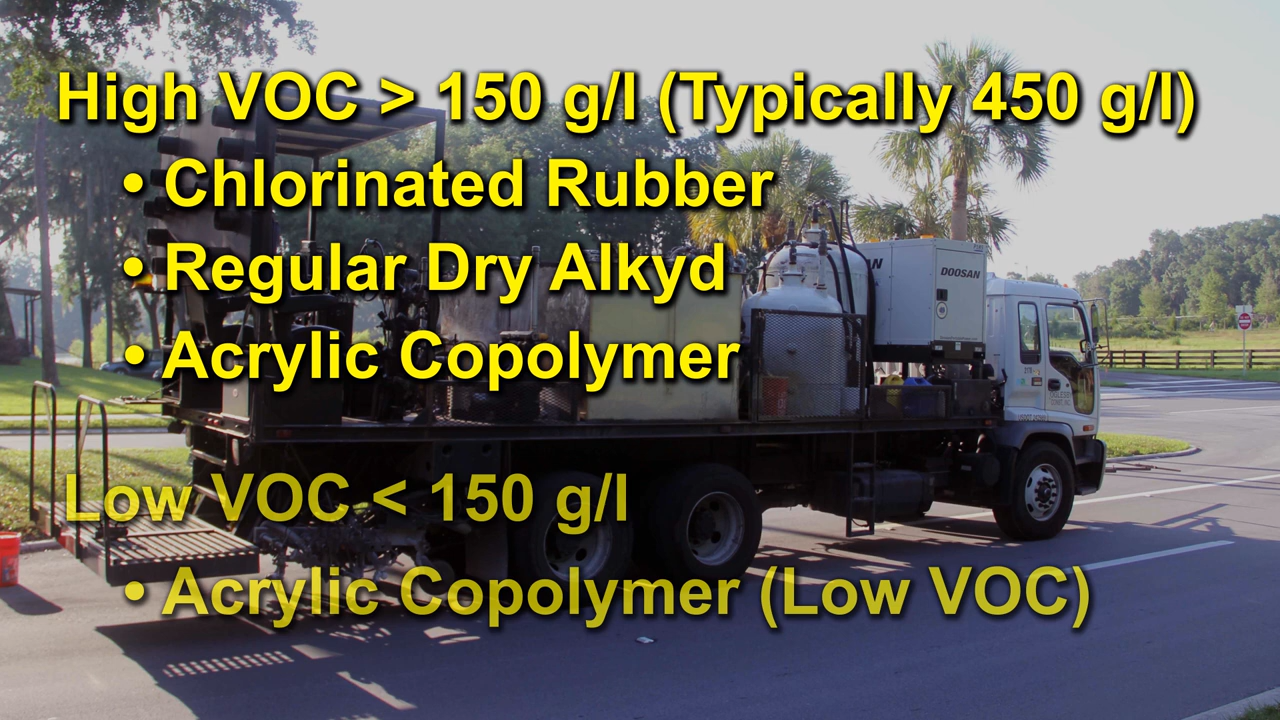 High VOC > 150 g/l (Typically 450 g/l)
• Chlorinated Rubber
• Regular Dry Alkyd
• Acrylic Copolymer
Low VOC < 150 g/l
• Acrylic Copolymer (Low VOC)
DOOSAN